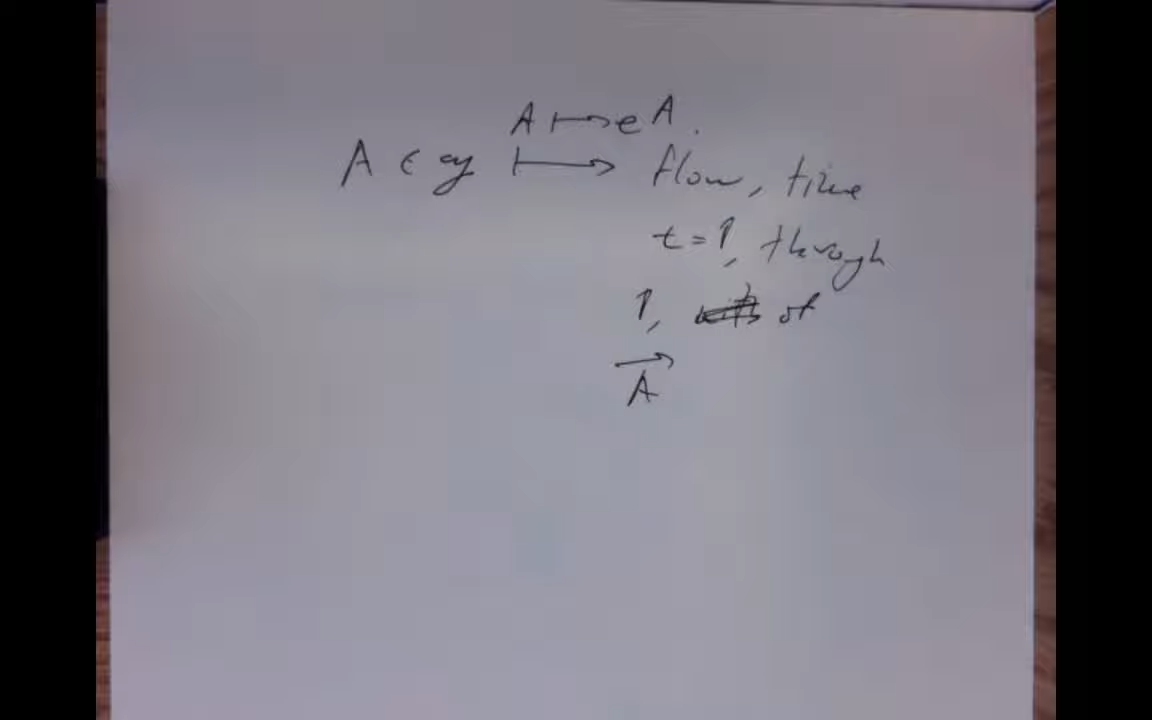 A ↦ e^A.
A ∈ 𝔤 ↦ flow, time
t = 1, through
1, of
→A